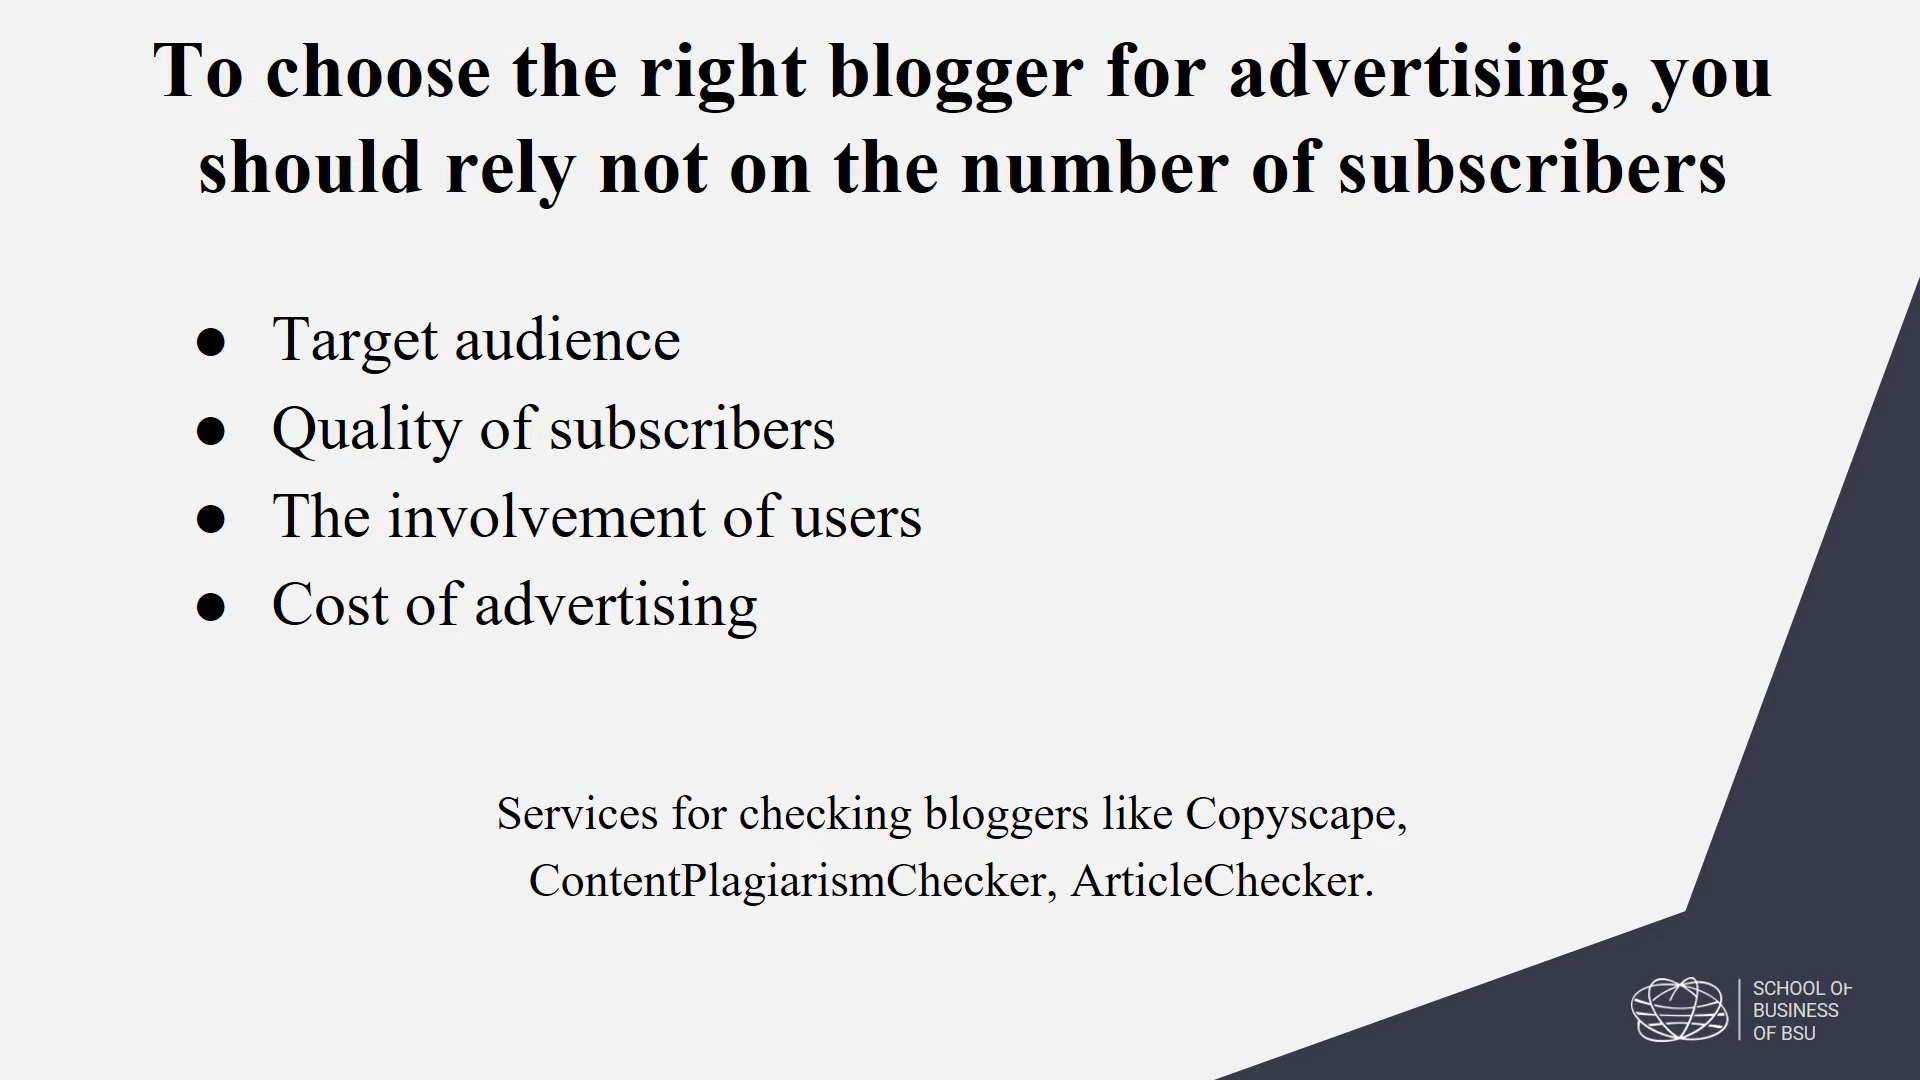 To choose the right blogger for advertising, you
should rely not on the number of subscribers
● Target audience
● Quality of subscribers
● The involvement of users
● Cost of advertising
Services for checking bloggers like Copyscape,
ContentPlagiarismChecker, ArticleChecker.
SCHOOL OF
BUSINESS
OF BSU